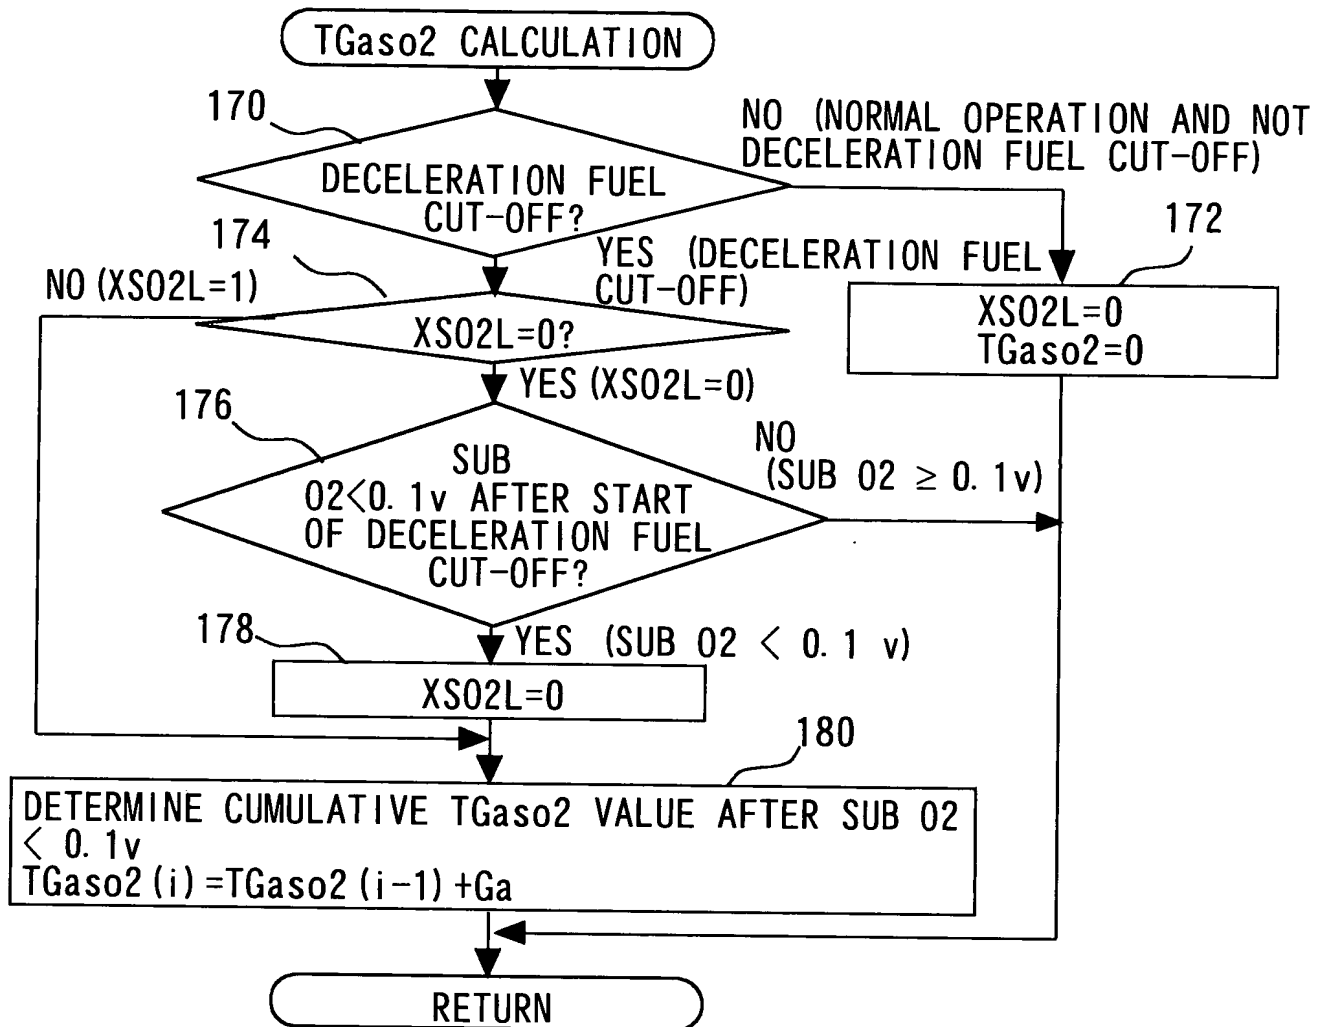 TGaso2 CALCULATION
170
NO (NORMAL OPERATION AND NOT
DECELERATION FUEL CUT-OFF)
DECELERATION FUEL
CUT-OFF?
174
172
YES (DECELERATION FUEL
CUT-OFF)
NO (XSO2L=1)
XSO2L=0?
XSO2L=0
TGaso2=0
YES (XSO2L=0)
176
NO
(SUB O2 ≥ 0.1v)
SUB
O2<0.1v AFTER START
OF DECELERATION FUEL
CUT-OFF?
178
YES (SUB O2 < 0.1 v)
XSO2L=0
180
DETERMINE CUMULATIVE TGaso2 VALUE AFTER SUB O2
< 0.1v
TGaso2(i)=TGaso2(i-1)+Ga
RETURN